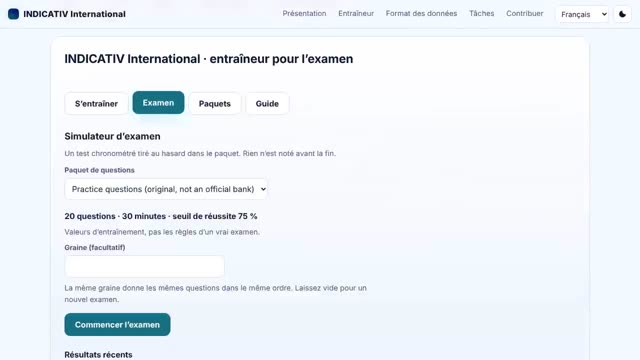 INDICATIV International
Présentation Entraîneur Format des données Tâches Contribuer Français
INDICATIV International · entraîneur pour l’examen
S’entraîner Examen Paquets Guide
Simulateur d’examen
Un test chronométré tiré au hasard dans le paquet. Rien n’est noté avant la fin.
Paquet de questions
Practice questions (original, not an official bank)
20 questions · 30 minutes · seuil de réussite 75 %
Valeurs d’entraînement, pas les règles d’un vrai examen.
Graine (facultatif)
La même graine donne les mêmes questions dans le même ordre. Laissez vide pour un
nouvel examen.
Commencer l’examen
Résultats récents